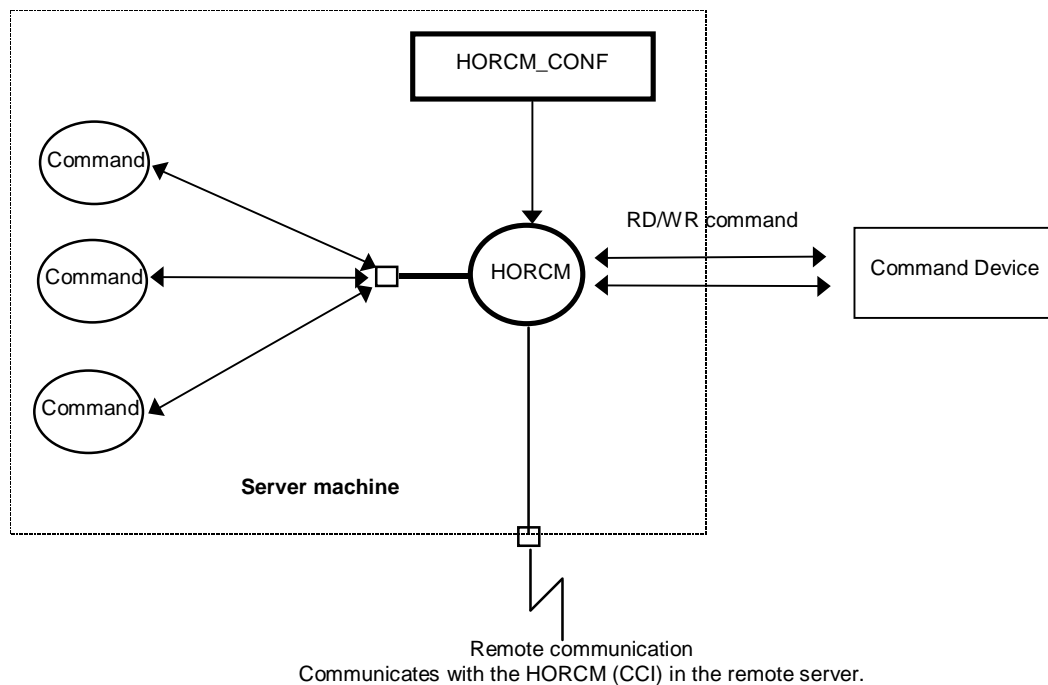 HORCM_CONF
Command
RD/WR command
HORCM
Command Device
Command
Command
Server machine
Remote communication
Communicates with the HORCM (CCI) in the remote server.